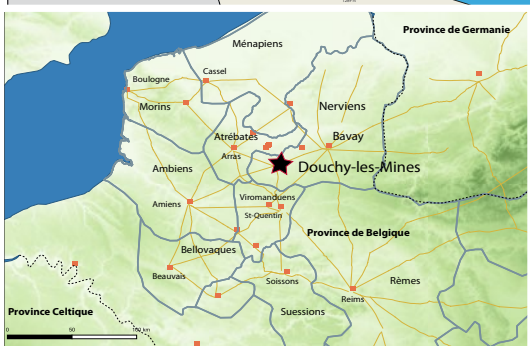 Province de Germanie
Ménapiens
Cassel
Boulogne
Morins
Nerviens
Atrébates
Bavay
Arras
Douchy-les-Mines
Ambiens
Viromanduens
Amiens
St-Quentin
Province de Belgique
Bellovaques
Beauvais
Soissons
Rèmes
Reims
Province Celtique
Suessions
0 50 100 km